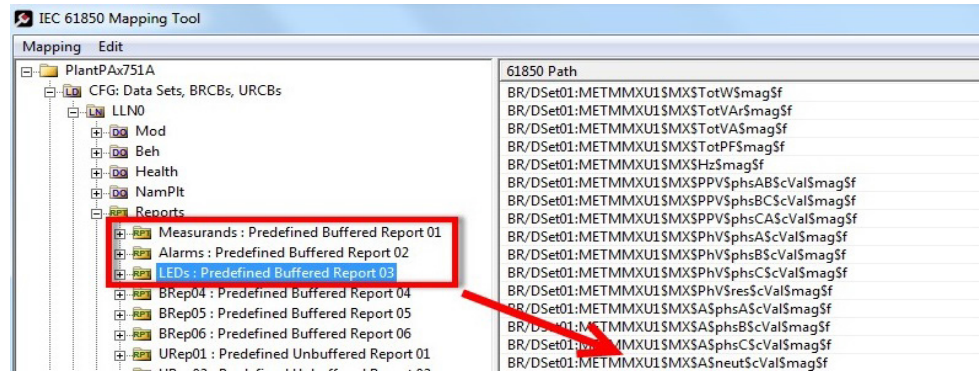 IEC 61850 Mapping Tool
Mapping Edit
PlantPAx751A
CFG: Data Sets, BRCBs, URCBs
LLN0
Mod
Beh
Health
NamPlt
Reports
Measurands : Predefined Buffered Report 01
Alarms : Predefined Buffered Report 02
LEDs : Predefined Buffered Report 03
BRep04 : Predefined Buffered Report 04
BRep05 : Predefined Buffered Report 05
BRep06 : Predefined Buffered Report 06
URep01 : Predefined Unbuffered Report 01
61850 Path
BR/DSet01:METMMXU1$MX$TotW$mag$f
BR/DSet01:METMMXU1$MX$TotVAr$mag$f
BR/DSet01:METMMXU1$MX$TotVA$mag$f
BR/DSet01:METMMXU1$MX$TotPF$mag$f
BR/DSet01:METMMXU1$MX$Hz$mag$f
BR/DSet01:METMMXU1$MX$PPV$phsAB$cVal$mag$f
BR/DSet01:METMMXU1$MX$PPV$phsBC$cVal$mag$f
BR/DSet01:METMMXU1$MX$PPV$phsCA$cVal$mag$f
BR/DSet01:METMMXU1$MX$PhV$phsA$cVal$mag$f
BR/DSet01:METMMXU1$MX$PhV$phsB$cVal$mag$f
BR/DSet01:METMMXU1$MX$PhV$phsC$cVal$mag$f
BR/DSet01:METMMXU1$MX$PhV$res$cVal$mag$f
BR/DSet01:METMMXU1$MX$A$phsA$cVal$mag$f
BR/DSet01:METMMXU1$MX$A$phsB$cVal$mag$f
BR/DSet01:METMMXU1$MX$A$phsC$cVal$mag$f
BR/DSet01:METMMXU1$MX$A$neut$cVal$mag$f